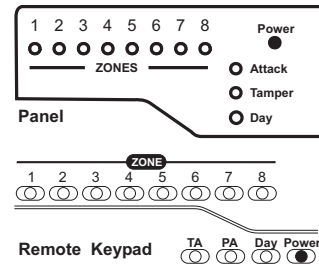 1 2 3 4 5 6 7 8
Power
ZONES
Attack
Tamper
Day
Panel
ZONE
1 2 3 4 5 6 7 8
TA PA Day Power
Remote Keypad